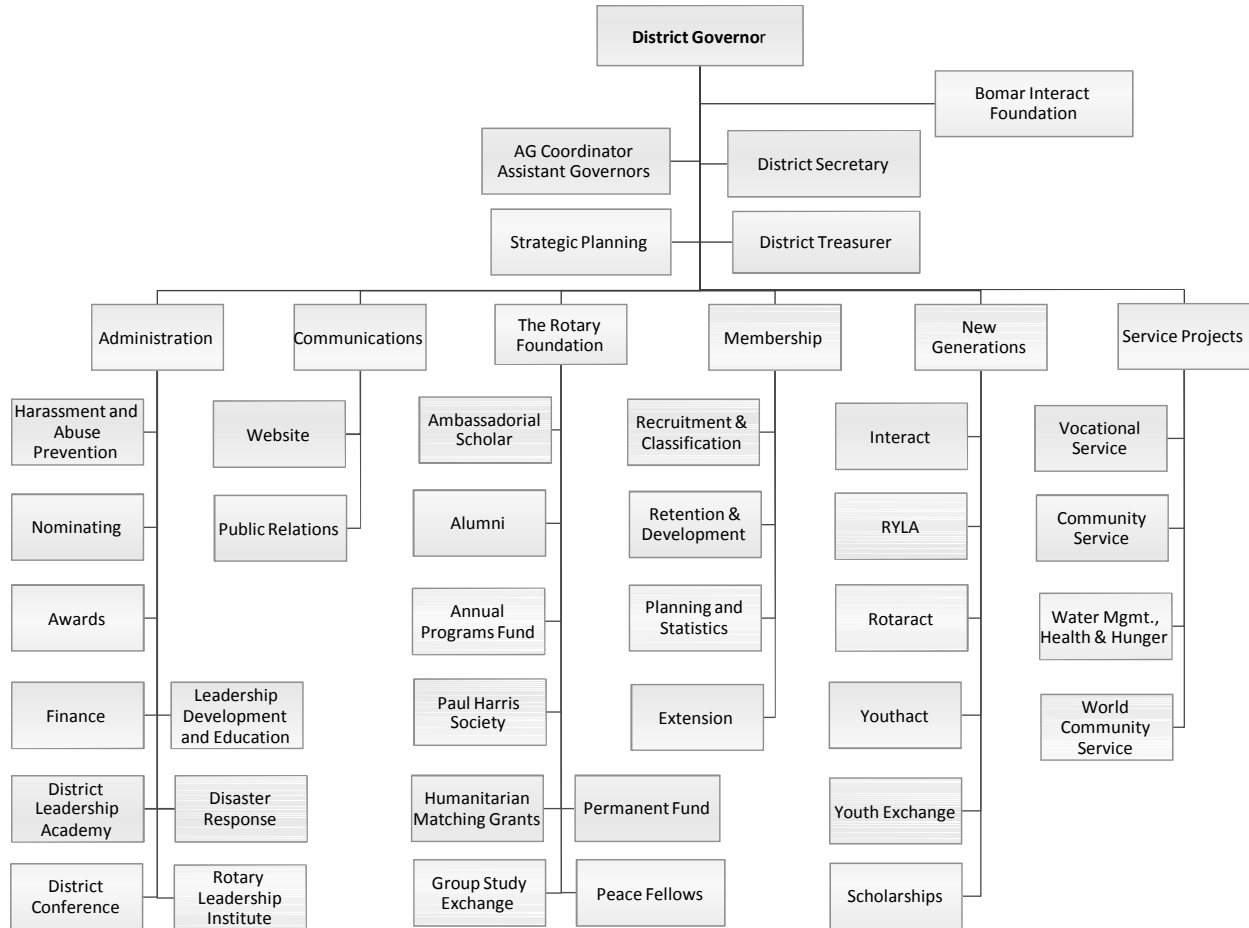 District Governor
Bomar Interact
Foundation
AG Coordinator
Assistant Governors
District Secretary
Strategic Planning
District Treasurer
Administration
Communications
The Rotary
Foundation
Membership
New
Generations
Service Projects
Harassment and
Abuse
Prevention
Website
Ambassadorial
Scholar
Recruitment &
Classification
Interact
Vocational
Service
Nominating
Public Relations
Alumni
Retention &
Development
RYLA
Community
Service
Awards
Annual
Programs Fund
Planning and
Statistics
Rotaract
Water Mgmt.,
Health & Hunger
Finance
Leadership
Development
and Education
Paul Harris
Society
Extension
Youthact
World
Community
Service
District
Leadership
Academy
Disaster
Response
Humanitarian
Matching Grants
Permanent Fund
Youth Exchange
District
Conference
Rotary
Leadership
Institute
Group Study
Exchange
Peace Fellows
Scholarships